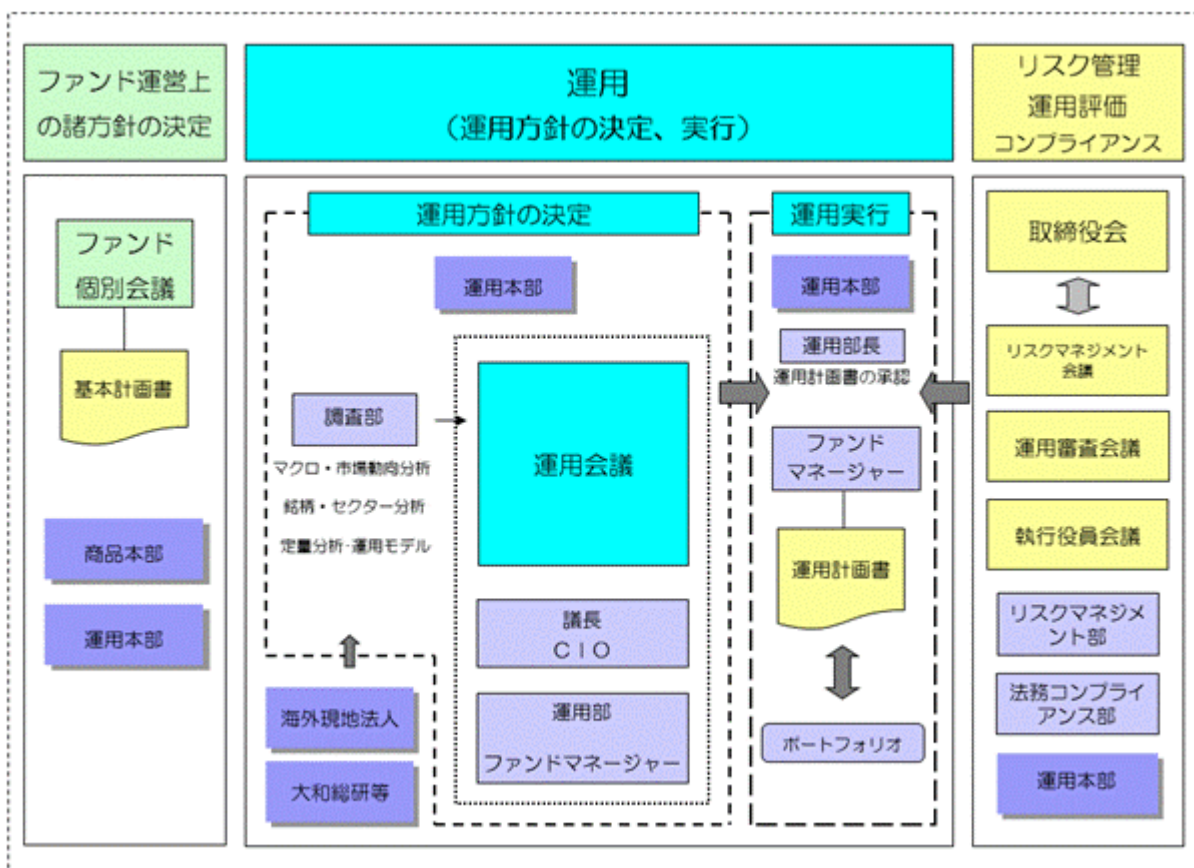 ファンド運営上
の諸方針の決定
運用
（運用方針の決定、実行）
リスク管理
運用評価
コンプライアンス
ファンド
個別会議
基本計画書
商品本部
運用本部
運用方針の決定
運用本部
調査部
マクロ・市場動向分析
銘柄・セクター分析
定量分析・運用モデル
海外現地法人
大和総研等
運用会議
議長
ＣＩＯ
運用部
ファンドマネージャー
運用実行
運用本部
運用部長
運用計画書の承認
ファンド
マネージャー
運用計画書
ポートフォリオ
取締役会
リスクマネジメント
会議
運用審査会議
執行役員会議
リスクマネジメ
ント部
法務コンプライ
アンス部
運用本部